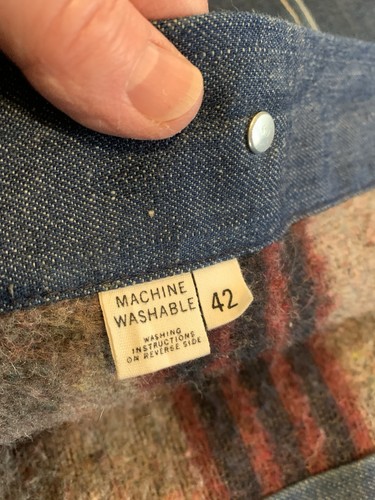 MACHINE
WASHABLE
WASHING
INSTRUCTIONS
ON REVERSE SIDE
42